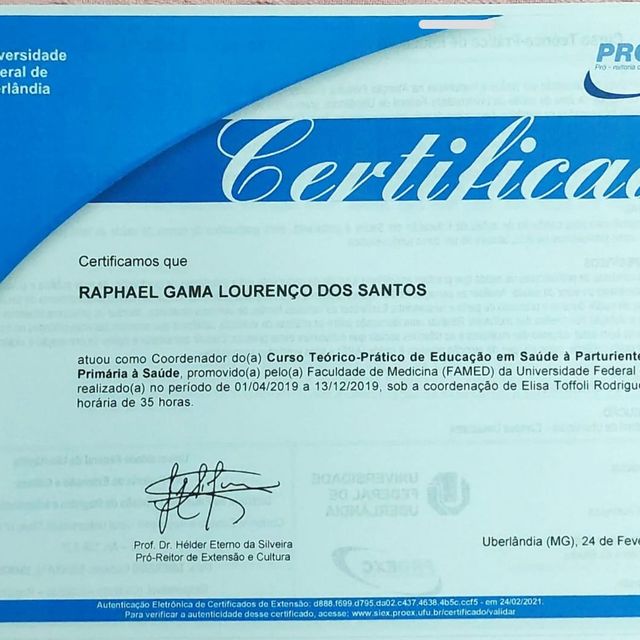 versidade
eral de
erlândia
PRO
Pró - reitoria d
Certificad
Certificamos que
RAPHAEL GAMA LOURENÇO DOS SANTOS
atuou como Coordenador do(a) Curso Teórico-Prático de Educação em Saúde à Parturiente
Primária à Saúde, promovido(a) pelo(a) Faculdade de Medicina (FAMED) da Universidade Federal
realizado(a) no período de 01/04/2019 a 13/12/2019, sob a coordenação de Elisa Toffoli Rodrigue
horária de 35 horas.
Prof. Dr. Hélder Eterno da Silveira
Pró-Reitor de Extensão e Cultura
Uberlândia (MG), 24 de Feve
Autenticação Eletrônica de Certificados de Extensão: d888.f699.d795.da02.c437.4638.4b5c.ccf5 - em 24/02/2021.
Para verificar a autenticidade desse certificado, acesse: www.siex.proex.ufu.br/certificado/validar